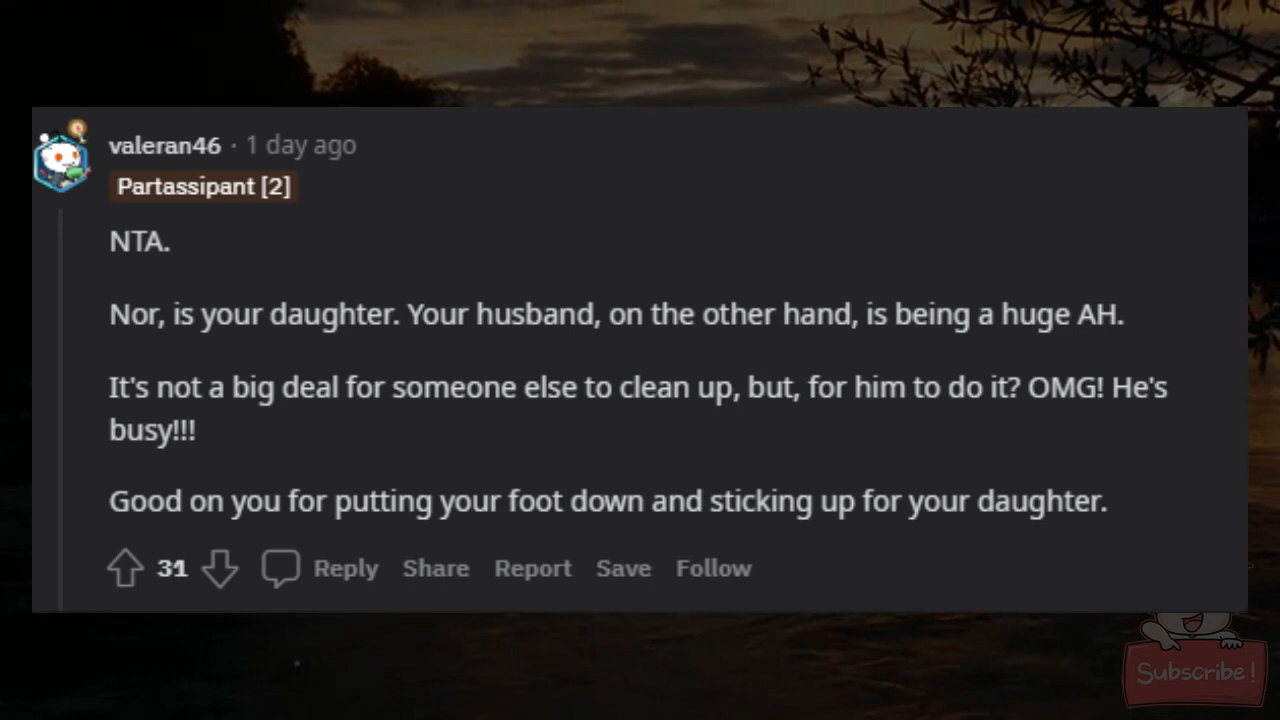 valeran46 · 1 day ago
Partassipant [2]
NTA.
Nor, is your daughter. Your husband, on the other hand, is being a huge AH.
It's not a big deal for someone else to clean up, but, for him to do it? OMG! He's
busy!!!
Good on you for putting your foot down and sticking up for your daughter.
31 Reply Share Report Save Follow
Subscribe!